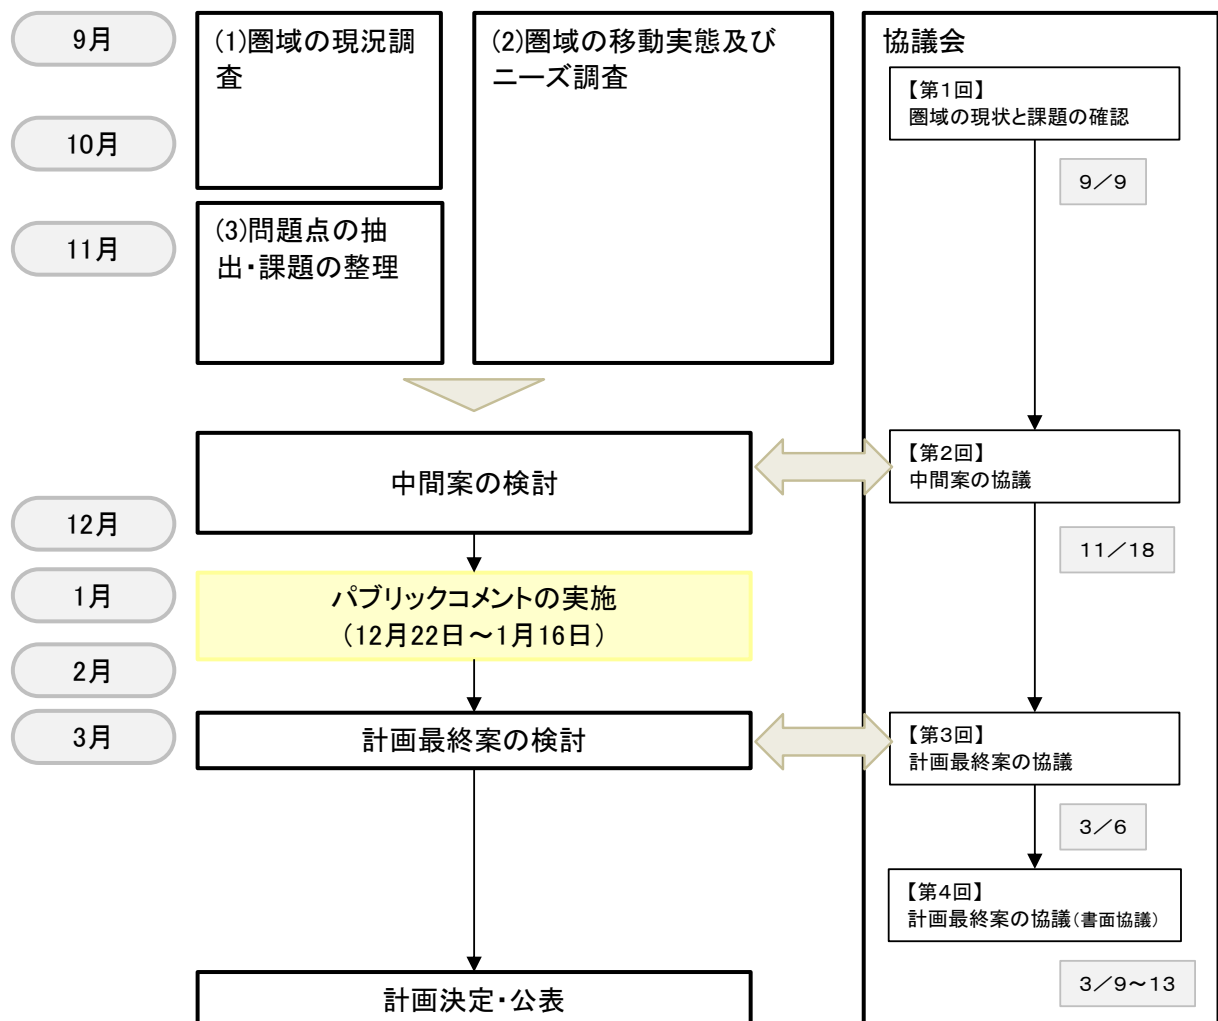 9月
10月
11月
12月
1月
2月
3月
(1)圏域の現況調
査
(2)圏域の移動実態及び
ニーズ調査
(3)問題点の抽
出・課題の整理
中間案の検討
パブリックコメントの実施
（12月22日～1月16日）
計画最終案の検討
計画決定・公表
協議会
【第１回】
圏域の現状と課題の確認
９／９
【第２回】
中間案の協議
１１／１８
【第３回】
計画最終案の協議
３／６
【第４回】
計画最終案の協議（書面協議）
３／９～１３